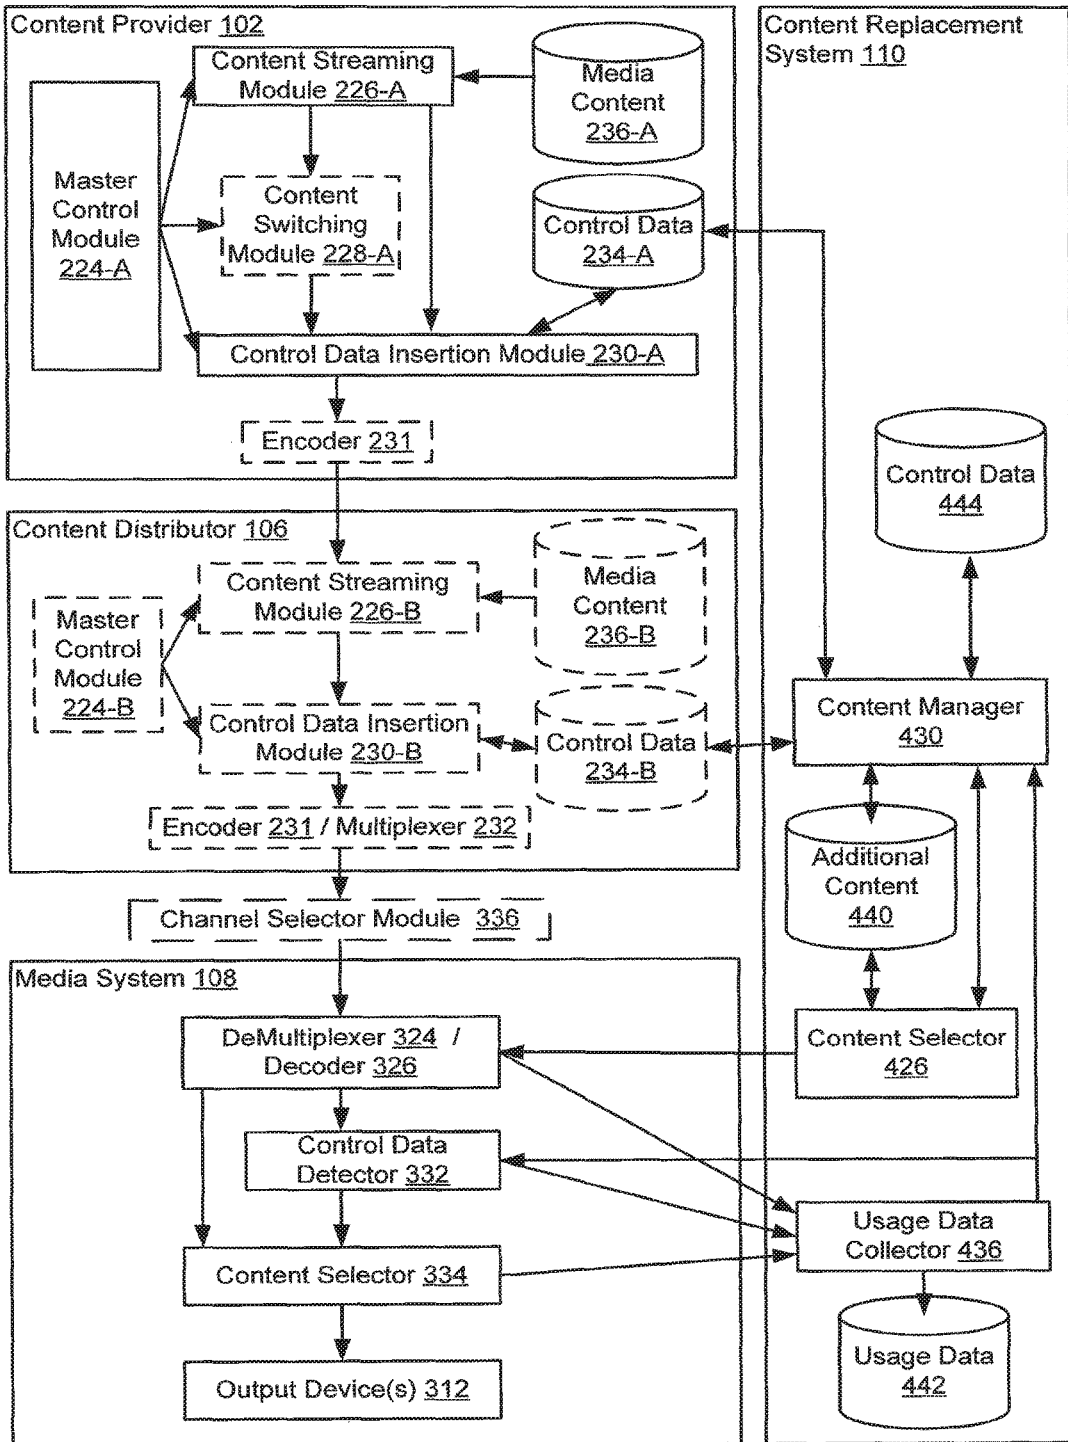 Content Provider 102
Content Streaming
Module 226-A
Media
Content
236-A
Master
Control
Module
224-A
Content
Switching
Module 228-A
Control Data
234-A
Control Data Insertion Module 230-A
Encoder 231
Content Distributor 106
Content Streaming
Module 226-B
Media
Content
236-B
Master
Control
Module
224-B
Control Data Insertion
Module 230-B
Control Data
234-B
Encoder 231 / Multiplexer 232
Channel Selector Module 336
Media System 108
DeMultiplexer 324 /
Decoder 326
Control Data
Detector 332
Content Selector 334
Output Device(s) 312
Content Replacement
System 110
Control Data
444
Content Manager
430
Additional
Content
440
Content Selector
426
Usage Data
Collector 436
Usage Data
442